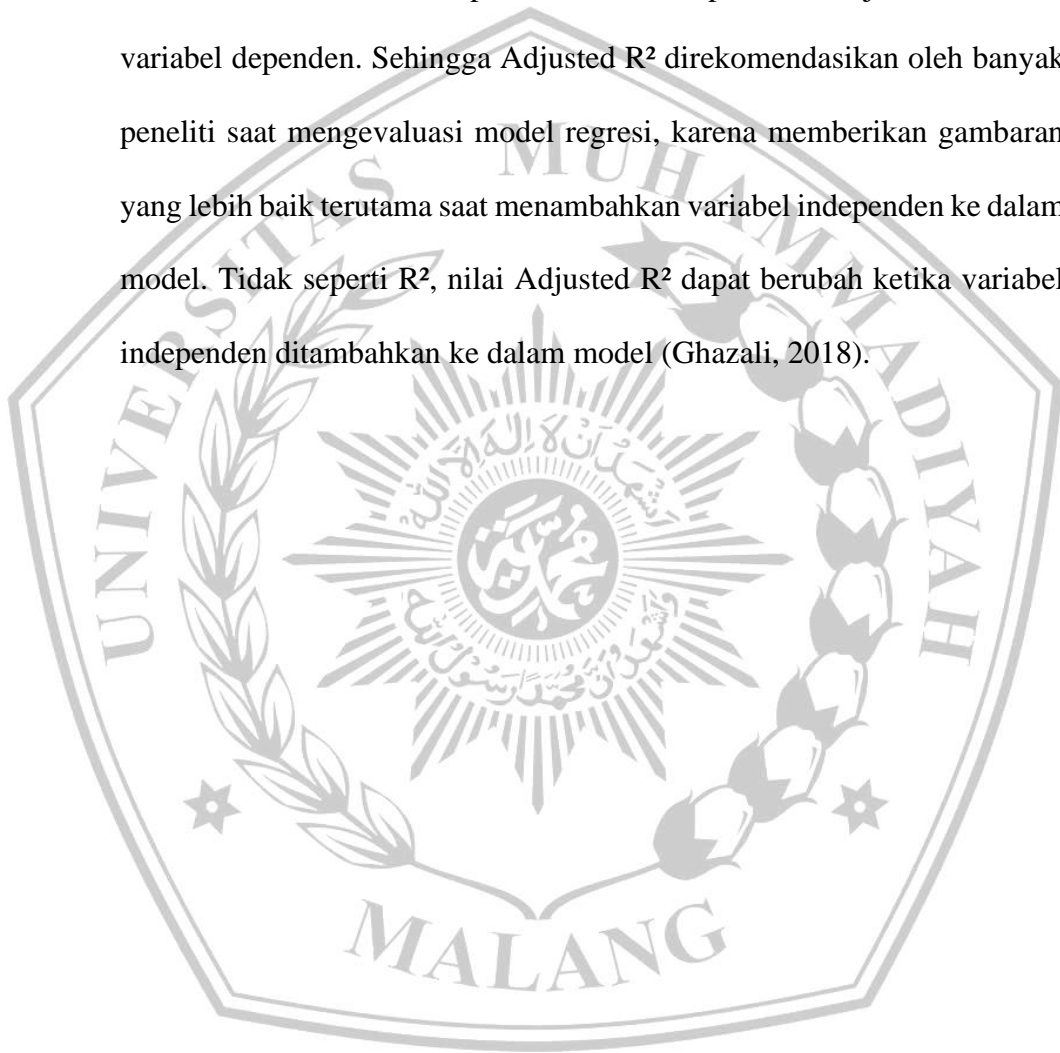 variabel dependen. Sehingga Adjusted R² direkomendasikan oleh banyak
peneliti saat mengevaluasi model regresi, karena memberikan gambaran
yang lebih baik terutama saat menambahkan variabel independen ke dalam
model. Tidak seperti R², nilai Adjusted R² dapat berubah ketika variabel
independen ditambahkan ke dalam model (Ghazali, 2018).
UNIVERSITAS MUHAMMADIYAH
MALANG